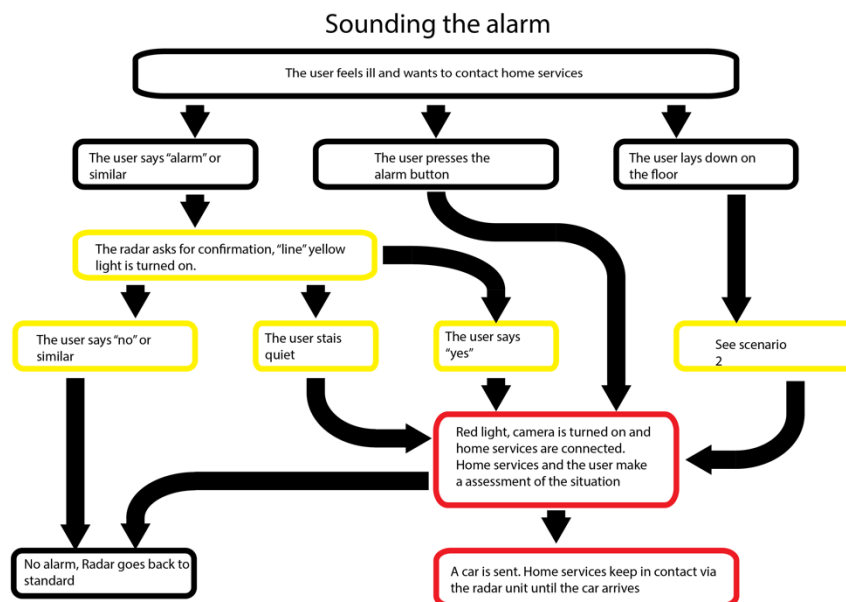 Sounding the alarm
The user feels ill and wants to contact home services
The user says "alarm" or
similar
The user presses the
alarm button
The user lays down on
the floor
The radar asks for confirmation, "line" yellow
light is turned on.
The user says "no" or
similar
The user stais
quiet
The user says
"yes"
See scenario
2
Red light, camera is turned on and
home services are connected.
Home services and the user make
a assessment of the situation
No alarm, Radar goes back to
standard
A car is sent. Home services keep in contact via
the radar unit until the car arrives